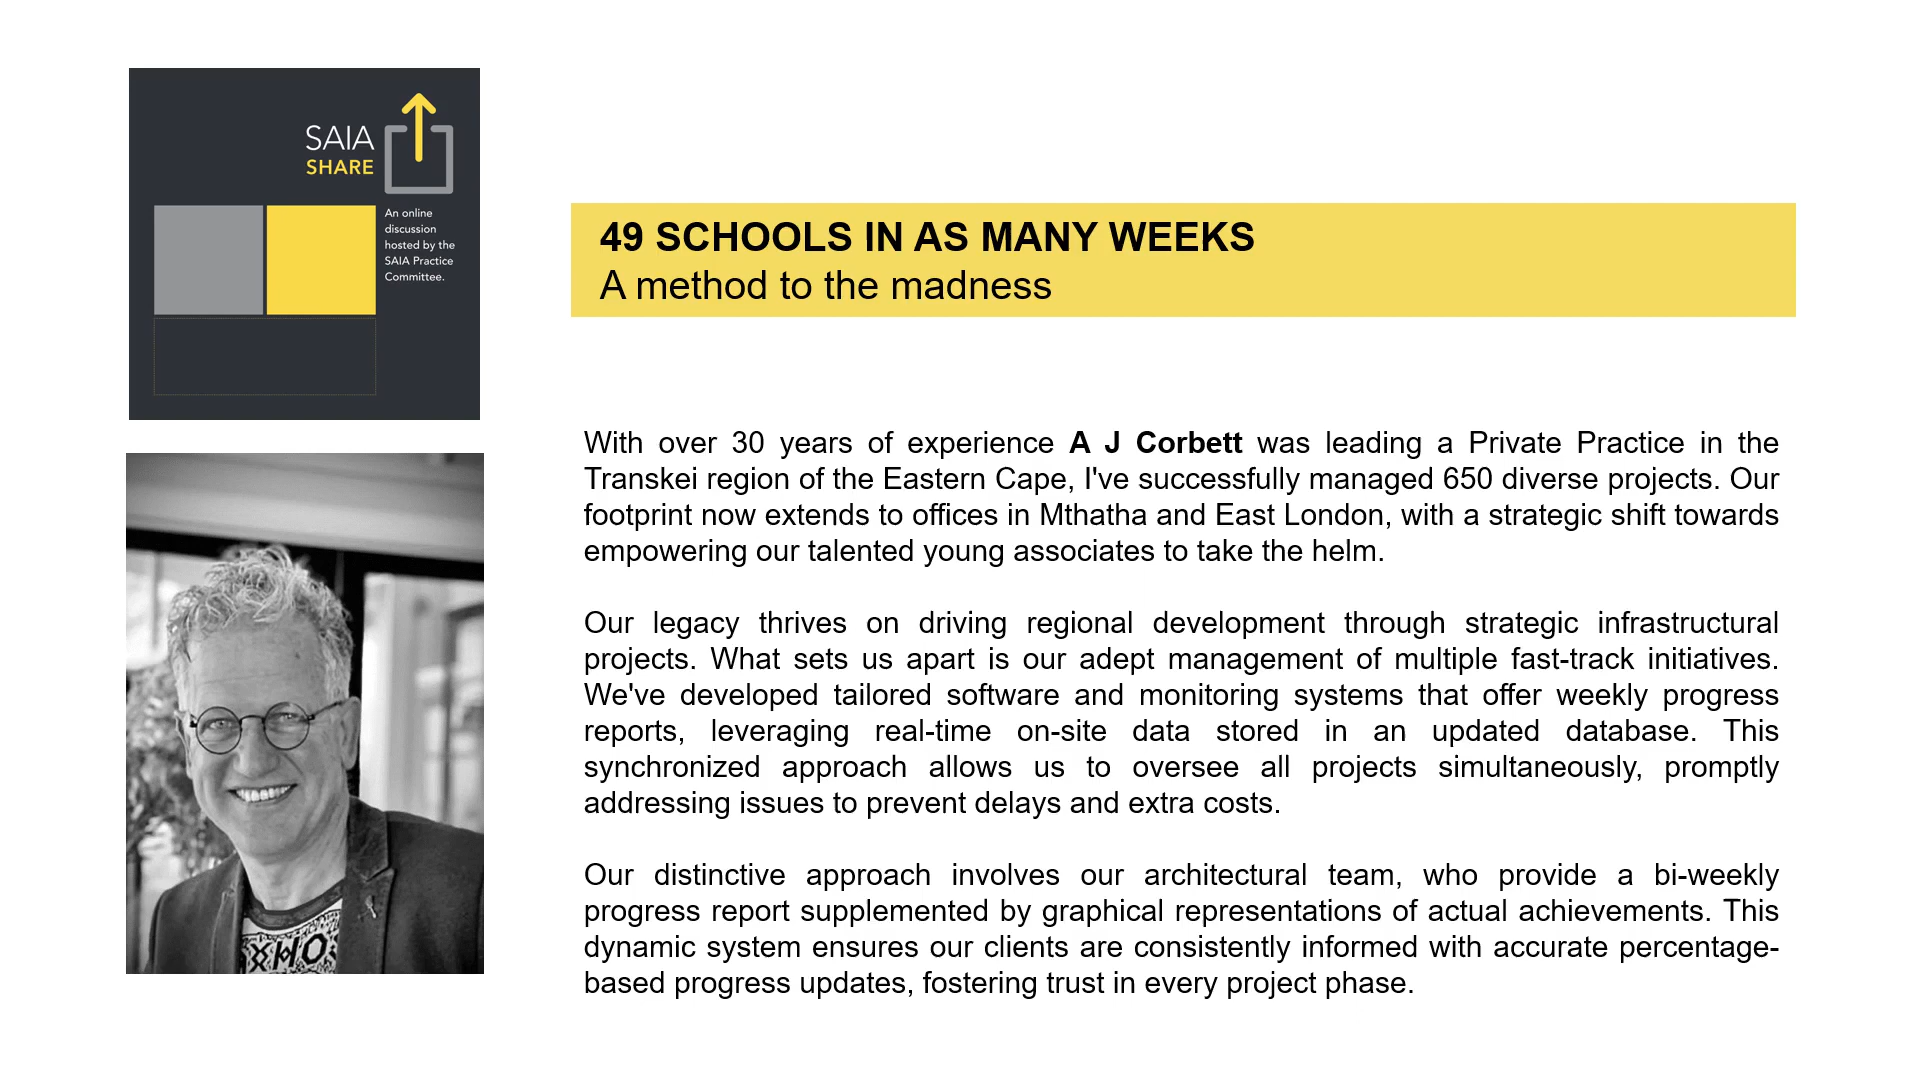 SAIA
SHARE
An online
discussion
hosted by the
SAIA Practice
Committee.
49 SCHOOLS IN AS MANY WEEKS
A method to the madness
With over 30 years of experience A J Corbett was leading a Private Practice in the
Transkei region of the Eastern Cape, I've successfully managed 650 diverse projects. Our
footprint now extends to offices in Mthatha and East London, with a strategic shift towards
empowering our talented young associates to take the helm.
Our legacy thrives on driving regional development through strategic infrastructural
projects. What sets us apart is our adept management of multiple fast-track initiatives.
We've developed tailored software and monitoring systems that offer weekly progress
reports, leveraging real-time on-site data stored in an updated database. This
synchronized approach allows us to oversee all projects simultaneously, promptly
addressing issues to prevent delays and extra costs.
Our distinctive approach involves our architectural team, who provide a bi-weekly
progress report supplemented by graphical representations of actual achievements. This
dynamic system ensures our clients are consistently informed with accurate percentage-
based progress updates, fostering trust in every project phase.